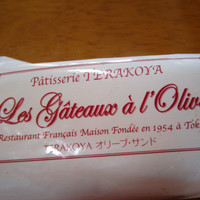 Pâtisserie TERAKOYA
Les Gâteaux à l'Oliv
Restaurant Français Maison Fondée en 1954 à Tok
TERAKOYA オリーブ・サンド